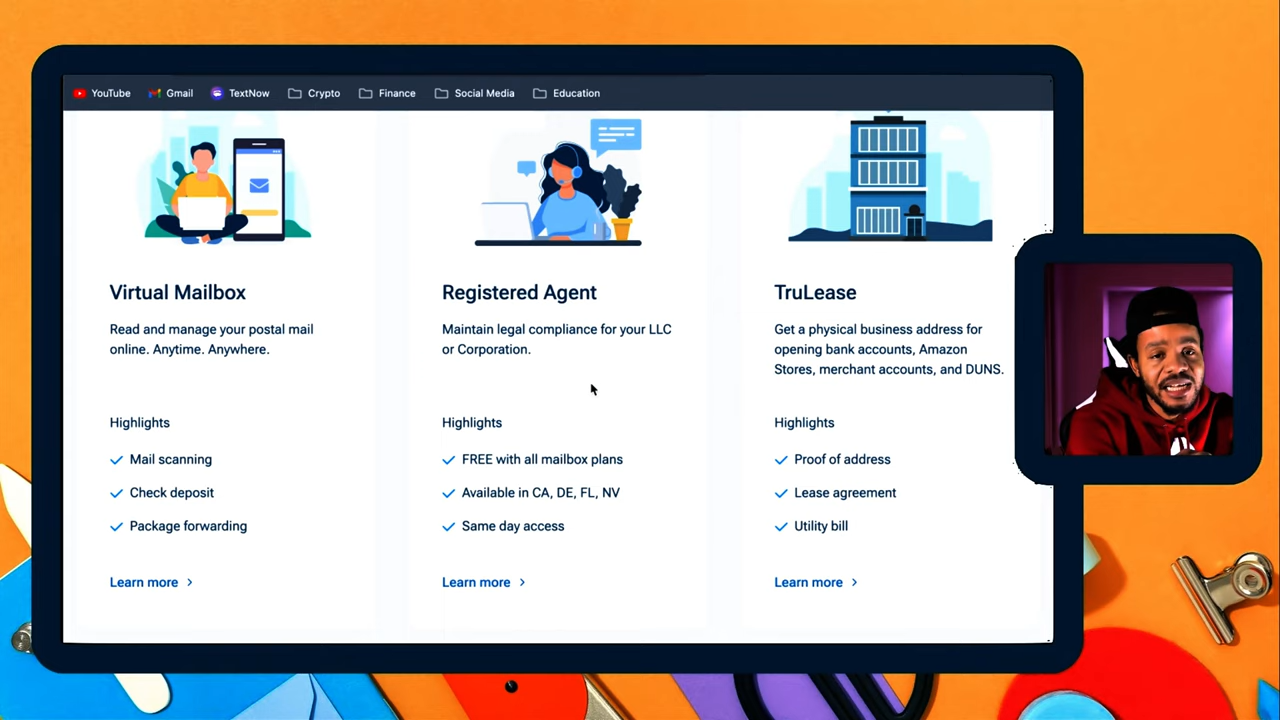 YouTube
Gmail
TextNow
Crypto
Finance
Social Media
Education
Virtual Mailbox
Read and manage your postal mail
online. Anytime. Anywhere.
Highlights
Mail scanning
Check deposit
Package forwarding
Learn more
Registered Agent
Maintain legal compliance for your LLC
or Corporation.
Highlights
FREE with all mailbox plans
Available in CA, DE, FL, NV
Same day access
Learn more
TruLease
Get a physical business address for
opening bank accounts, Amazon
Stores, merchant accounts, and DUNS.
Highlights
Proof of address
Lease agreement
Utility bill
Learn more